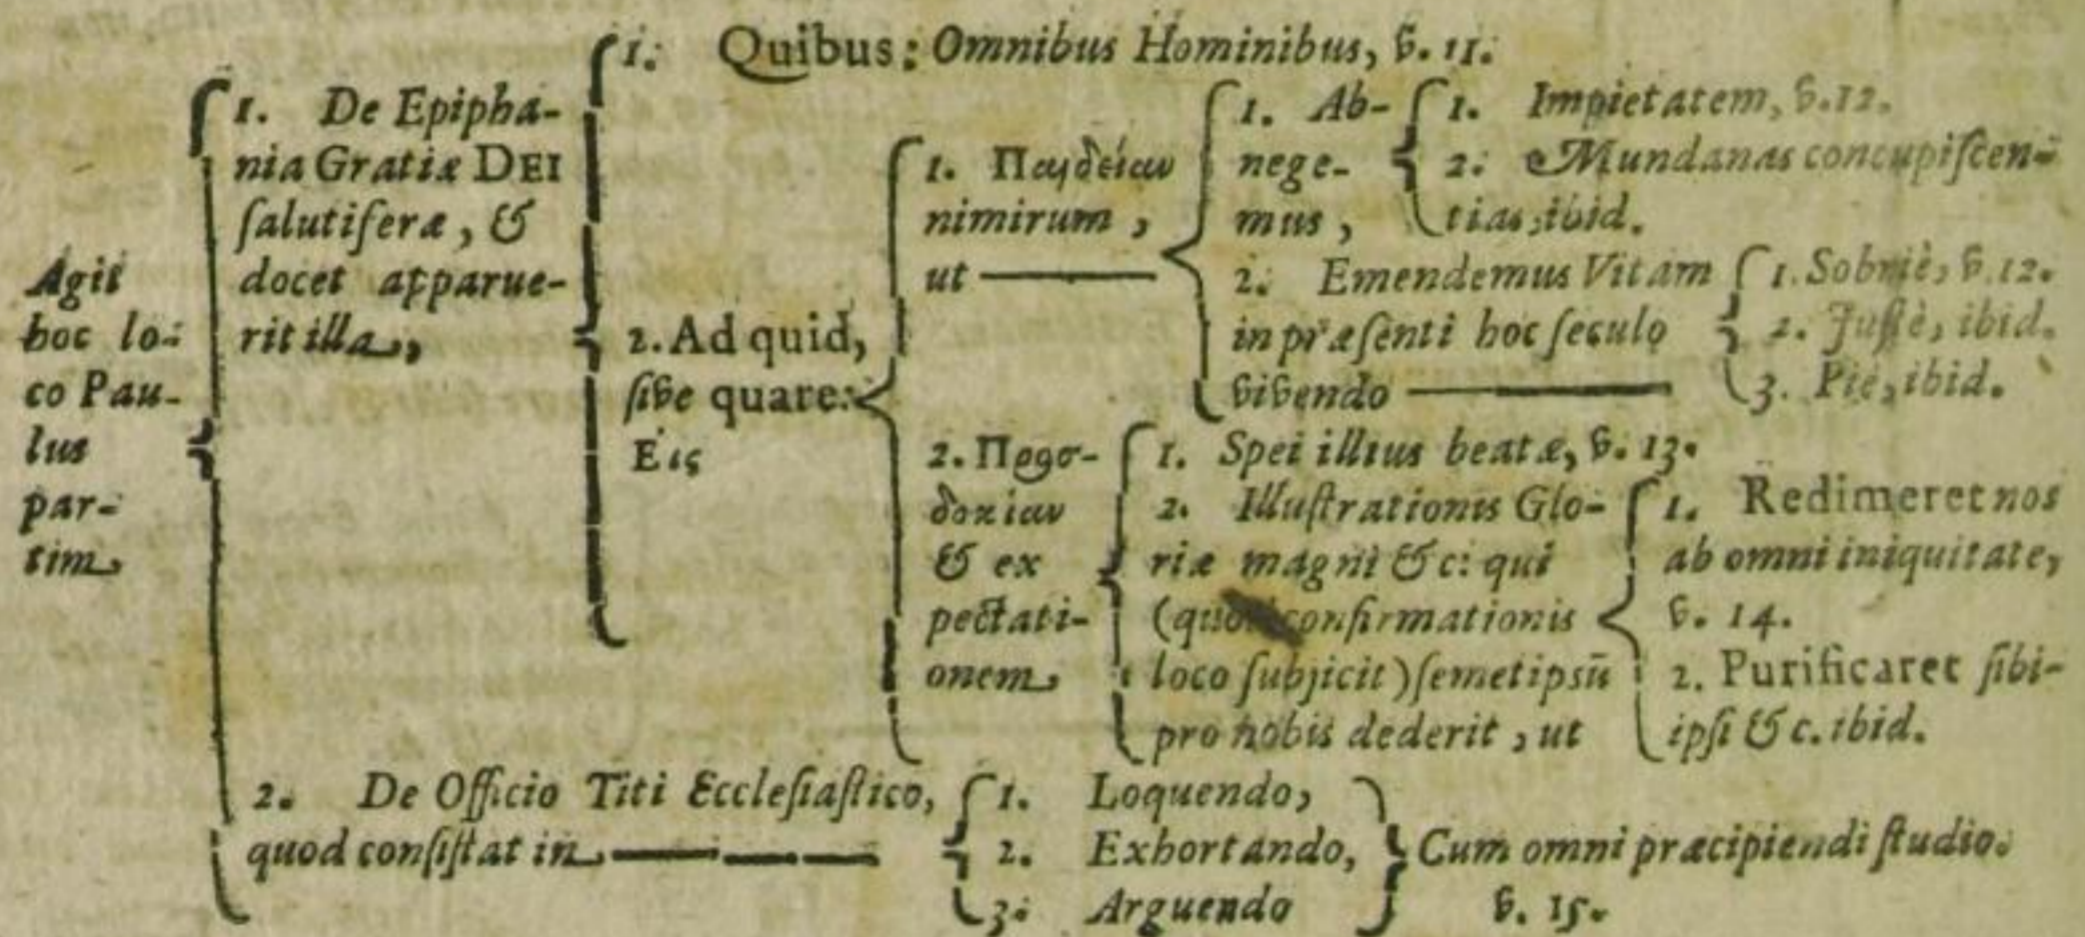 Agit
hoc lo-
co Pau-
lus
par-
tim
1. De Epipha-
nia Gratiæ DEI
ſalutiferæ, &
docet apparue-
rit illa,
1. Quibus: Omnibus Hominibus, v. 11.
2. Ad quid,
ſive quare:
Εἰς
1. Παιδείαν
nimirum,
ut
1. Ab-
nege-
mus,
1. Impietatem, v. 12.
2. Mundanas concupiſcen-
tias, ibid.
2. Emendemus Vitam
in præſenti hoc ſeculo
vivendo
1. Sobriè, v. 12.
2. Juſtè, ibid.
3. Piè, ibid.
2. Προσ-
δοκίαν
& ex
pectati-
onem
1. Spei illius beatæ, v. 13.
2. Illuſtrationis Glo-
riæ magni &c: qui
confirmationis
loco ſubjicit) ſemetipsũ
pro nobis dederit, ut
1. Redimeret nos
ab omni iniquitate,
v. 14.
2. Purificaret ſibi-
ipſi &c. ibid.
2. De Officio Titi Eccleſiaſtico,
quod conſiſtat in
1. Loquendo,
2. Exhortando,
3. Arguendo
Cum omni præcipiendi ſtudio.
v. 15.